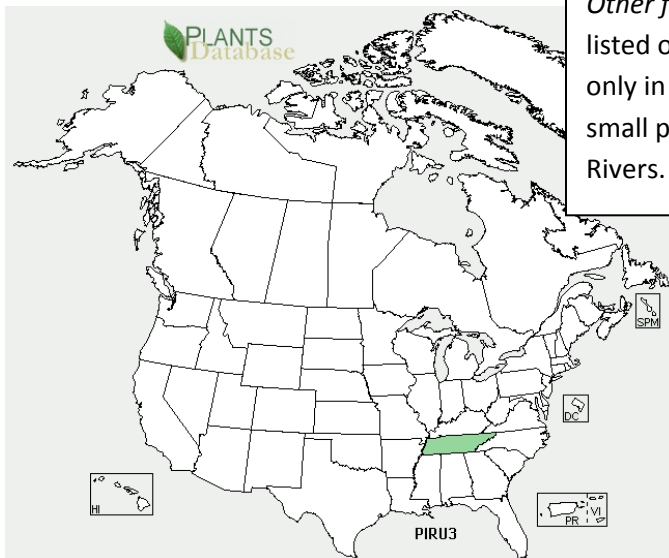 PLANTS
Database
Other f
listed o
only in
small p
Rivers.
SPM
DC
HI
PR
VI
PIRU3